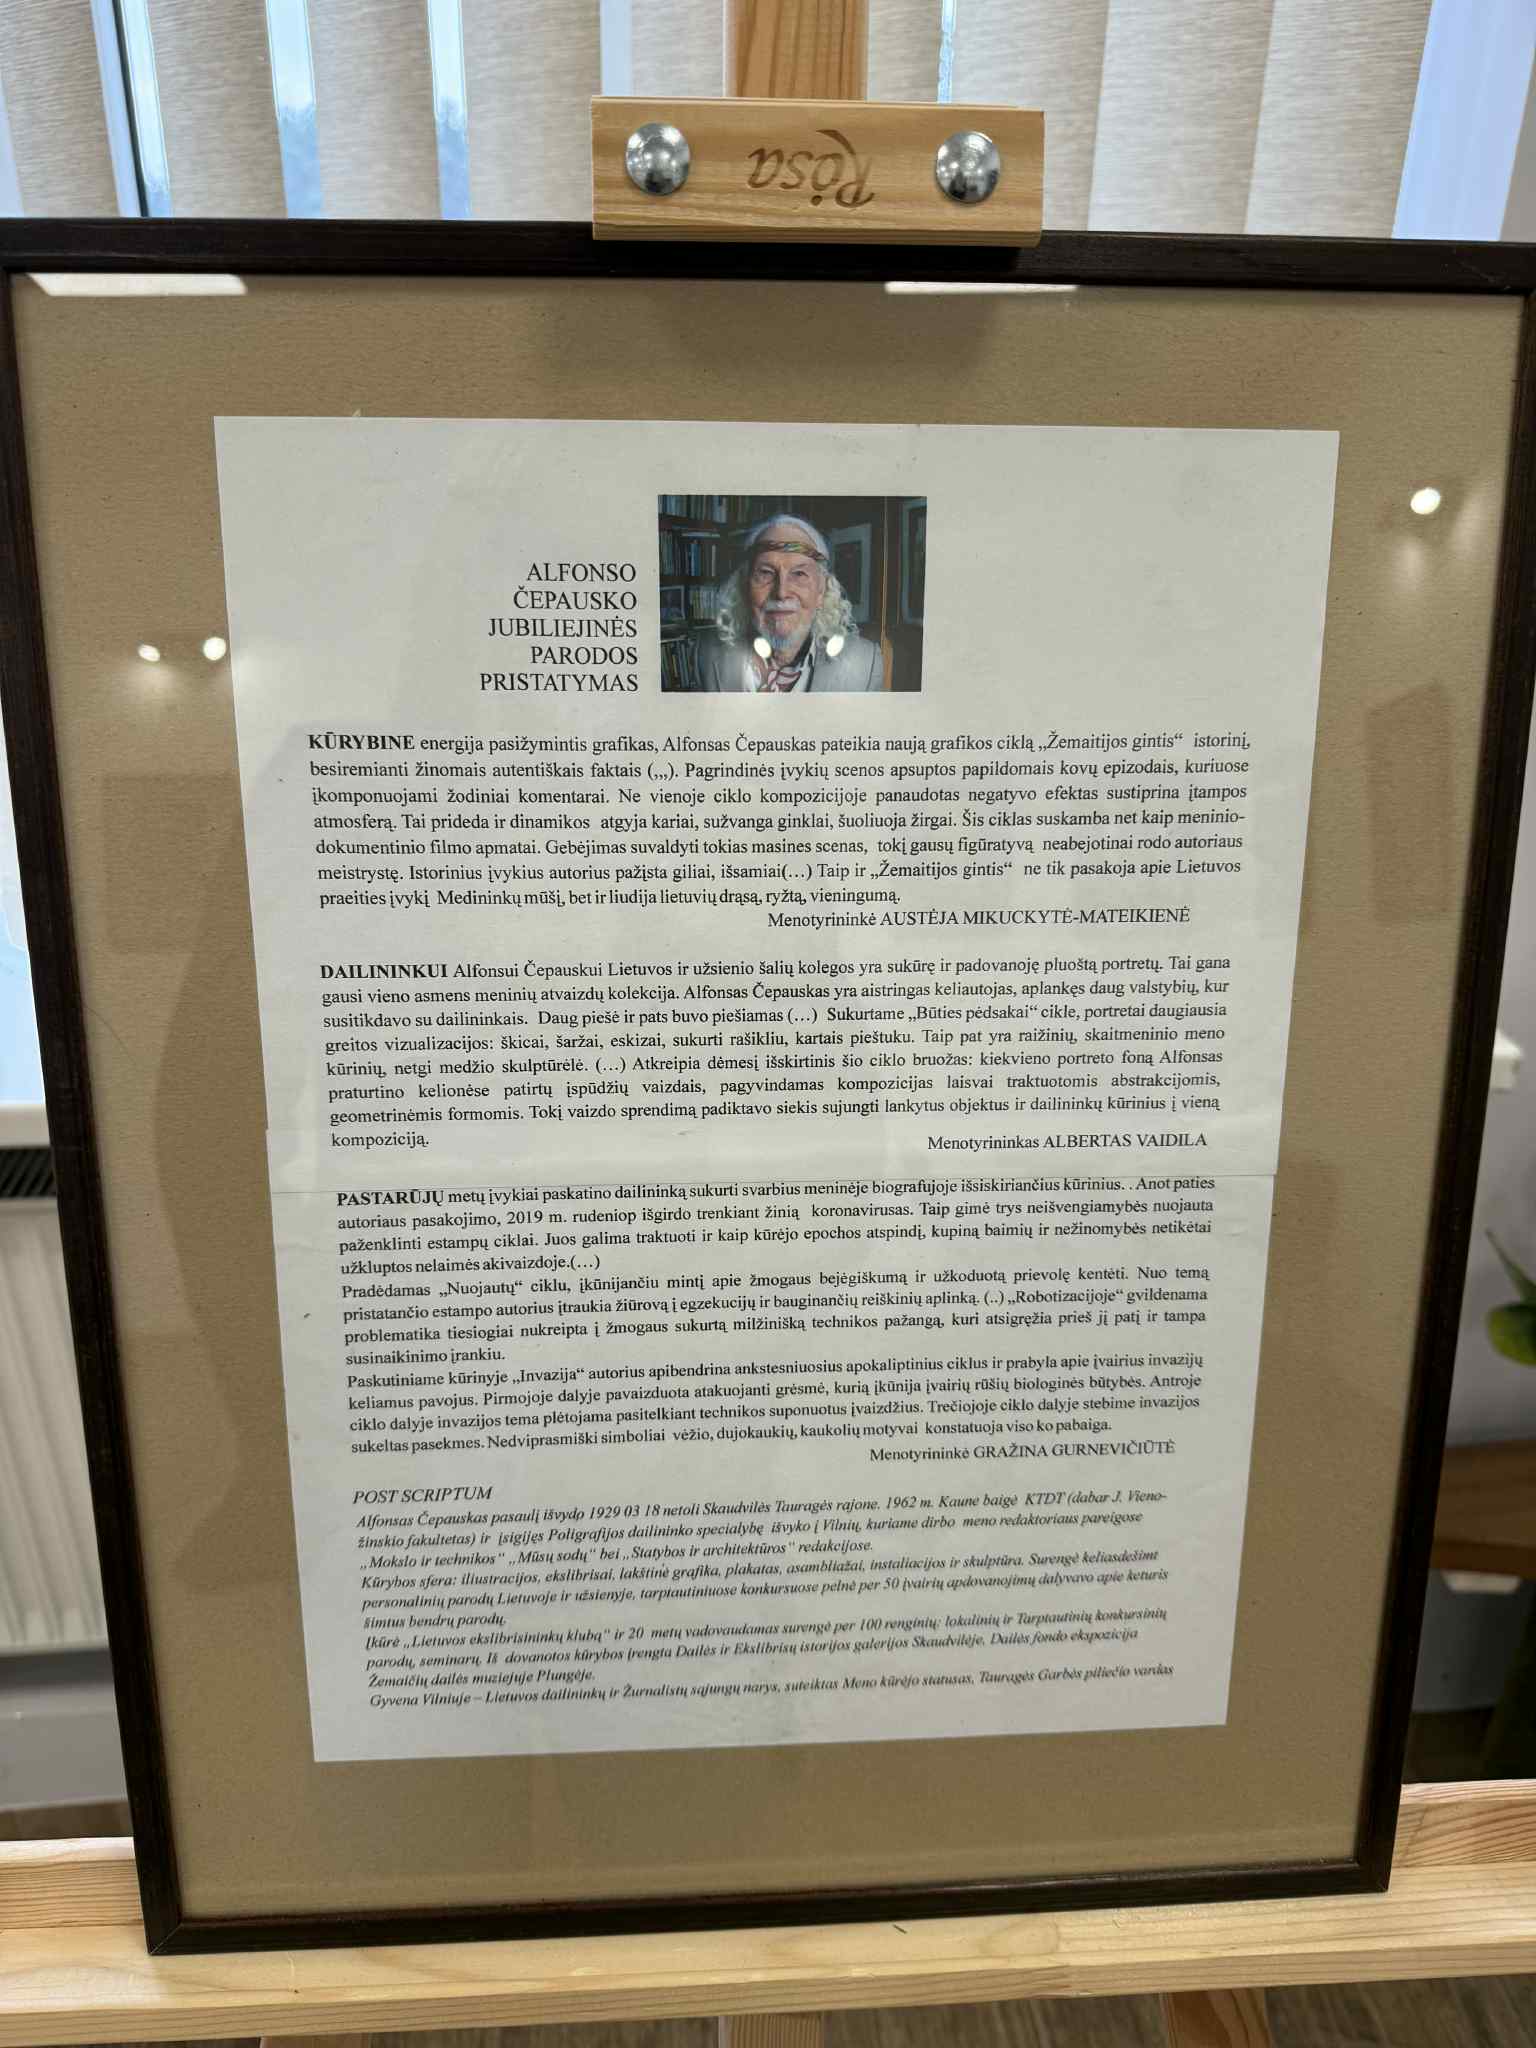 Rosa
ALFONSO
ČEPAUSKO
JUBILIEJINĖS
PARODOS
PRISTATYMAS
KŪRYBINE energija pasižymintis grafikas, Alfonsas Čepauskas pateikia naują grafikos ciklą „Žemaitijos gintis“ istorinį,
besiremianti žinomais autentiškais faktais (,,,). Pagrindinės įvykių scenos apsuptos papildomais kovų epizodais, kuriuose
įkomponuojami žodiniai komentarai. Ne vienoje ciklo kompozicijoje panaudotas negatyvo efektas sustiprina įtampos
atmosferą. Tai prideda ir dinamikos atgyja kariai, sužvanga ginklai, šuoliuoja žirgai. Šis ciklas suskamba net kaip meninio-
dokumentinio filmo apmatai. Gebėjimas suvaldyti tokias masines scenas, tokį gausų figūratyvą neabejotinai rodo autoriaus
meistrystę. Istorinius įvykius autorius pažįsta giliai, išsamiai(…) Taip ir „Žemaitijos gintis“ ne tik pasakoja apie Lietuvos
praeities įvykį Medininkų mūšį, bet ir liudija lietuvių drąsą, ryžtą, vieningumą.
Menotyrininkė AUSTĖJA MIKUCKYTĖ-MATEIKIENĖ
DAILININKUI Alfonsui Čepauskui Lietuvos ir užsienio šalių kolegos yra sukūrę ir padovanoję pluoštą portretų. Tai gana
gausi vieno asmens meninių atvaizdų kolekcija. Alfonsas Čepauskas yra aistringas keliautojas, aplankęs daug valstybių, kur
susitikdavo su dailininkais. Daug piešė ir pats buvo piešiamas (…) Sukurtame „Būties pėdsakai“ cikle, portretai daugiausia
greitos vizualizacijos: škicai, šaržai, eskizai, sukurti rašikliu, kartais pieštuku. Taip pat yra raižinių, skaitmeninio meno
kūrinių, netgi medžio skulptūrėlė. (…) Atkreipia dėmesį išskirtinis šio ciklo bruožas: kiekvieno portreto foną Alfonsas
praturtino kelionėse patirtų įspūdžių vaizdais, pagyvindamas kompozicijas laisvai traktuotomis abstrakcijomis,
geometrinėmis formomis. Tokį vaizdo sprendimą padiktavo siekis sujungti lankytus objektus ir dailininkų kūrinius į vieną
kompoziciją.
Menotyrininkas ALBERTAS VAIDILA
PASTARŪJŲ metų įvykiai paskatino dailininką sukurti svarbius meninėje biografujoje išsiskiriančius kūrinius. . Anot paties
autoriaus pasakojimo, 2019 m. rudeniop išgirdo trenkiant žinią koronavirusas. Taip gimė trys neišvengiamybės nuojauta
paženklinti estampų ciklai. Juos galima traktuoti ir kaip kūrėjo epochos atspindį, kupiną baimių ir nežinomybės netikėtai
užkluptos nelaimės akivaizdoje.(…)
Pradėdamas „Nuojautų“ ciklu, įkūnijančiu mintį apie žmogaus bejėgiškumą ir užkoduotą prievolę kentėti. Nuo temą
pristatančio estampo autorius įtraukia žiūrovą į egzekucijų ir bauginančių reiškinių aplinką. (..) „Robotizacijoje“ gvildenama
problematika tiesiogiai nukreipta į žmogaus sukurtą milžinišką technikos pažangą, kuri atsigręžia prieš jį patį ir tampa
susinaikinimo įrankiu.
Paskutiniame kūrinyje „Invazija“ autorius apibendrina ankstesniuosius apokaliptinius ciklus ir prabyla apie įvairius invazijų
keliamus pavojus. Pirmojoje dalyje pavaizduota atakuojanti grėsmė, kurią įkūnija įvairių rūšių biologinės būtybės. Antroje
ciklo dalyje invazijos tema plėtojama pasitelkiant technikos suponuotus įvaizdžius. Trečiojoje ciklo dalyje stebime invazijos
sukeltas pasekmes. Nedviprasmiški simboliai vėžio, dujokaukių, kaukolių motyvai konstatuoja viso ko pabaiga.
Menotyrininkė GRAŽINA GURNEVIČIŪTĖ
POST SCRIPTUM
Alfonsas Čepauskas pasaulį išvydo 1929 03 18 netoli Skaudvilės Tauragės rajone. 1962 m. Kaune baigė KTDT (dabar J. Vieno-
žinskio fakultetas) ir įsigijęs Poligrafijos dailininko specialybę išvyko į Vilnių, kuriame dirbo meno redaktoriaus pareigose
„Mokslo ir technikos“ „Mūsų sodų“ bei „Statybos ir architektūros“ redakcijose.
Kūrybos sfera: iliustracijos, ekslibrisai, lakštinė grafika, plakatas, asambliažai, instaliacijos ir skulptūra. Surengė keliasdešimt
personalinių parodų Lietuvoje ir užsienyje, tarptautiniuose konkursuose pelnė per 50 įvairių apdovanojimų dalyvavo apie keturis
šimtus bendrų parodų.
Įkūrė „Lietuvos ekslibrisininkų klubą“ ir 20 metų vadovaudamas surengė per 100 renginių: lokalinių ir Tarptautinių konkursinių
parodų, seminarų. Iš dovanotos kūrybos įrengta Dailės ir Ekslibrisų istorijos galerijos Skaudvilėje, Dailės fondo ekspozicija
Žemaičių dailės muziejuje Plungėje.
Gyvena Vilniuje – Lietuvos dailininkų ir Žurnalistų sąjungų narys, suteiktas Meno kūrėjo statusas, Tauragės Garbės piliečio vardas